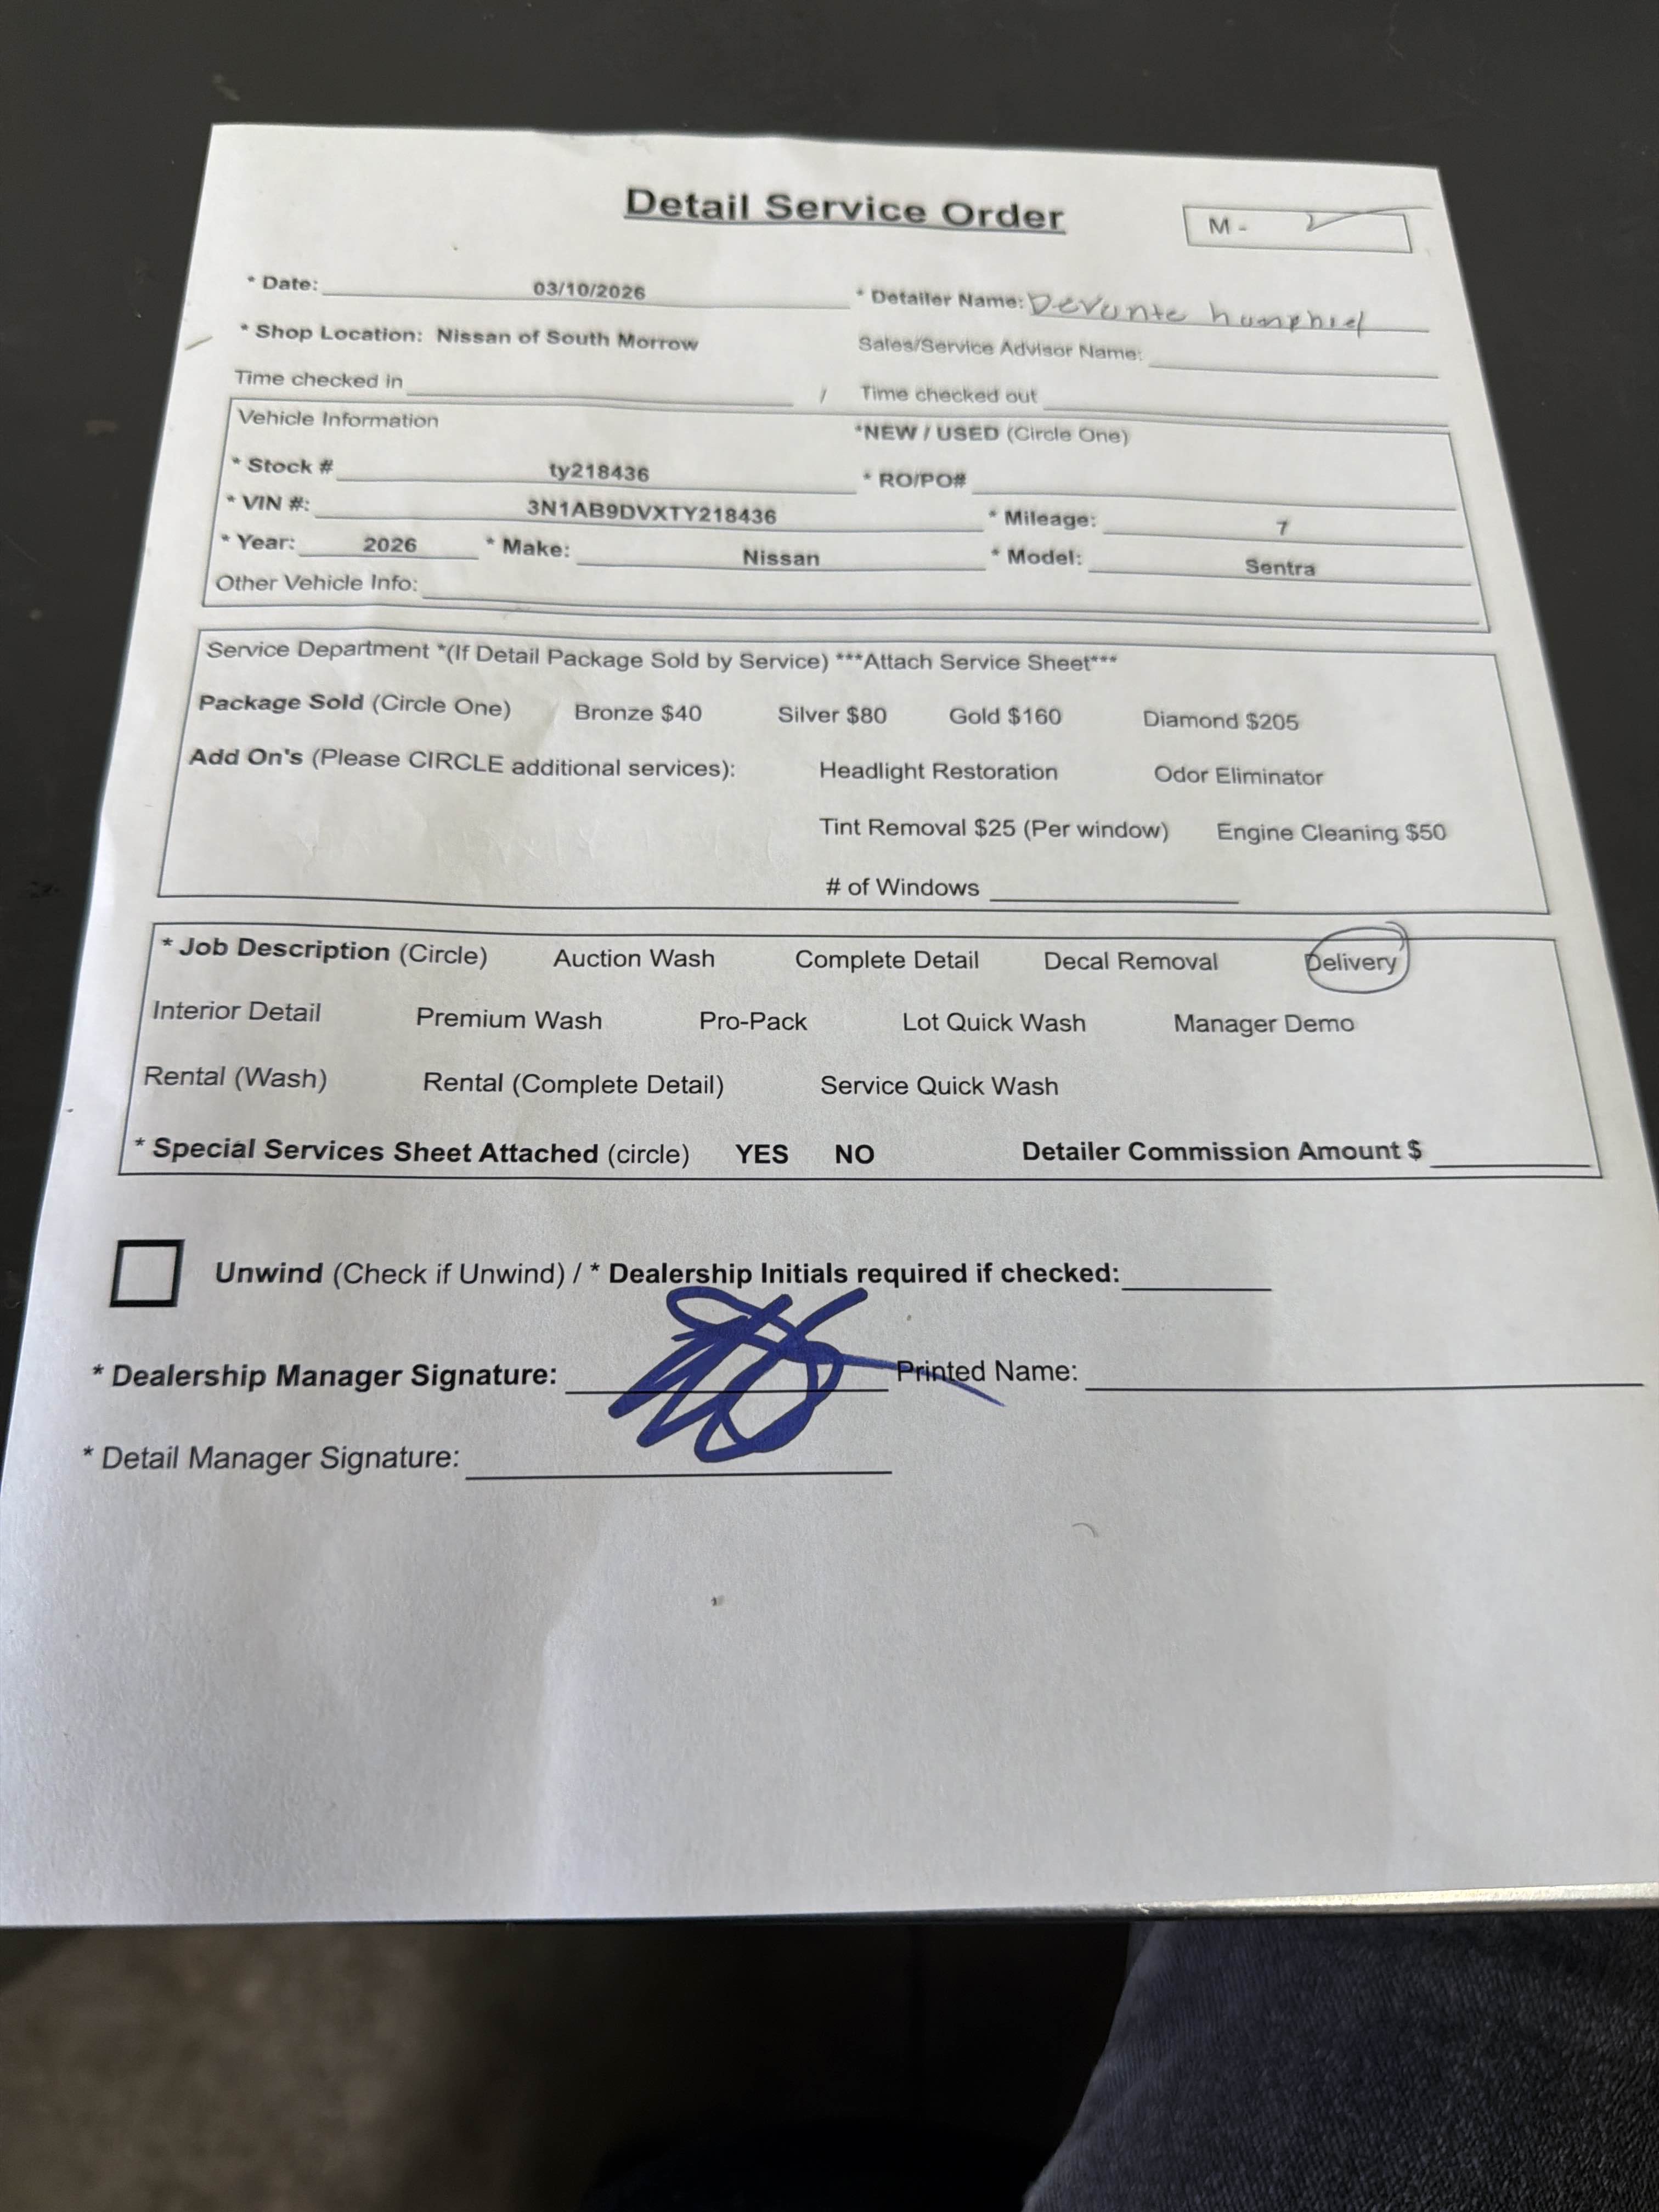 Detail Service Order
M - 2
* Date: 03/10/2026 * Detailer Name: Devante humphief
* Shop Location: Nissan of South Morrow Sales/Service Advisor Name:
Time checked in / Time checked out
Vehicle Information *NEW / USED (Circle One)
* Stock # ty218436 * RO/PO#
* VIN #: 3N1AB9DVXTY218436 * Mileage: 7
* Year: 2026 * Make: Nissan * Model: Sentra
Other Vehicle Info:
Service Department *(If Detail Package Sold by Service) ***Attach Service Sheet***
Package Sold (Circle One) Bronze $40 Silver $80 Gold $160 Diamond $205
Add On's (Please CIRCLE additional services): Headlight Restoration Odor Eliminator
Tint Removal $25 (Per window) Engine Cleaning $50
# of Windows
* Job Description (Circle) Auction Wash Complete Detail Decal Removal Delivery
Interior Detail Premium Wash Pro-Pack Lot Quick Wash Manager Demo
Rental (Wash) Rental (Complete Detail) Service Quick Wash
* Special Services Sheet Attached (circle) YES NO Detailer Commission Amount $
Unwind (Check if Unwind) / * Dealership Initials required if checked:
* Dealership Manager Signature: Printed Name:
* Detail Manager Signature: